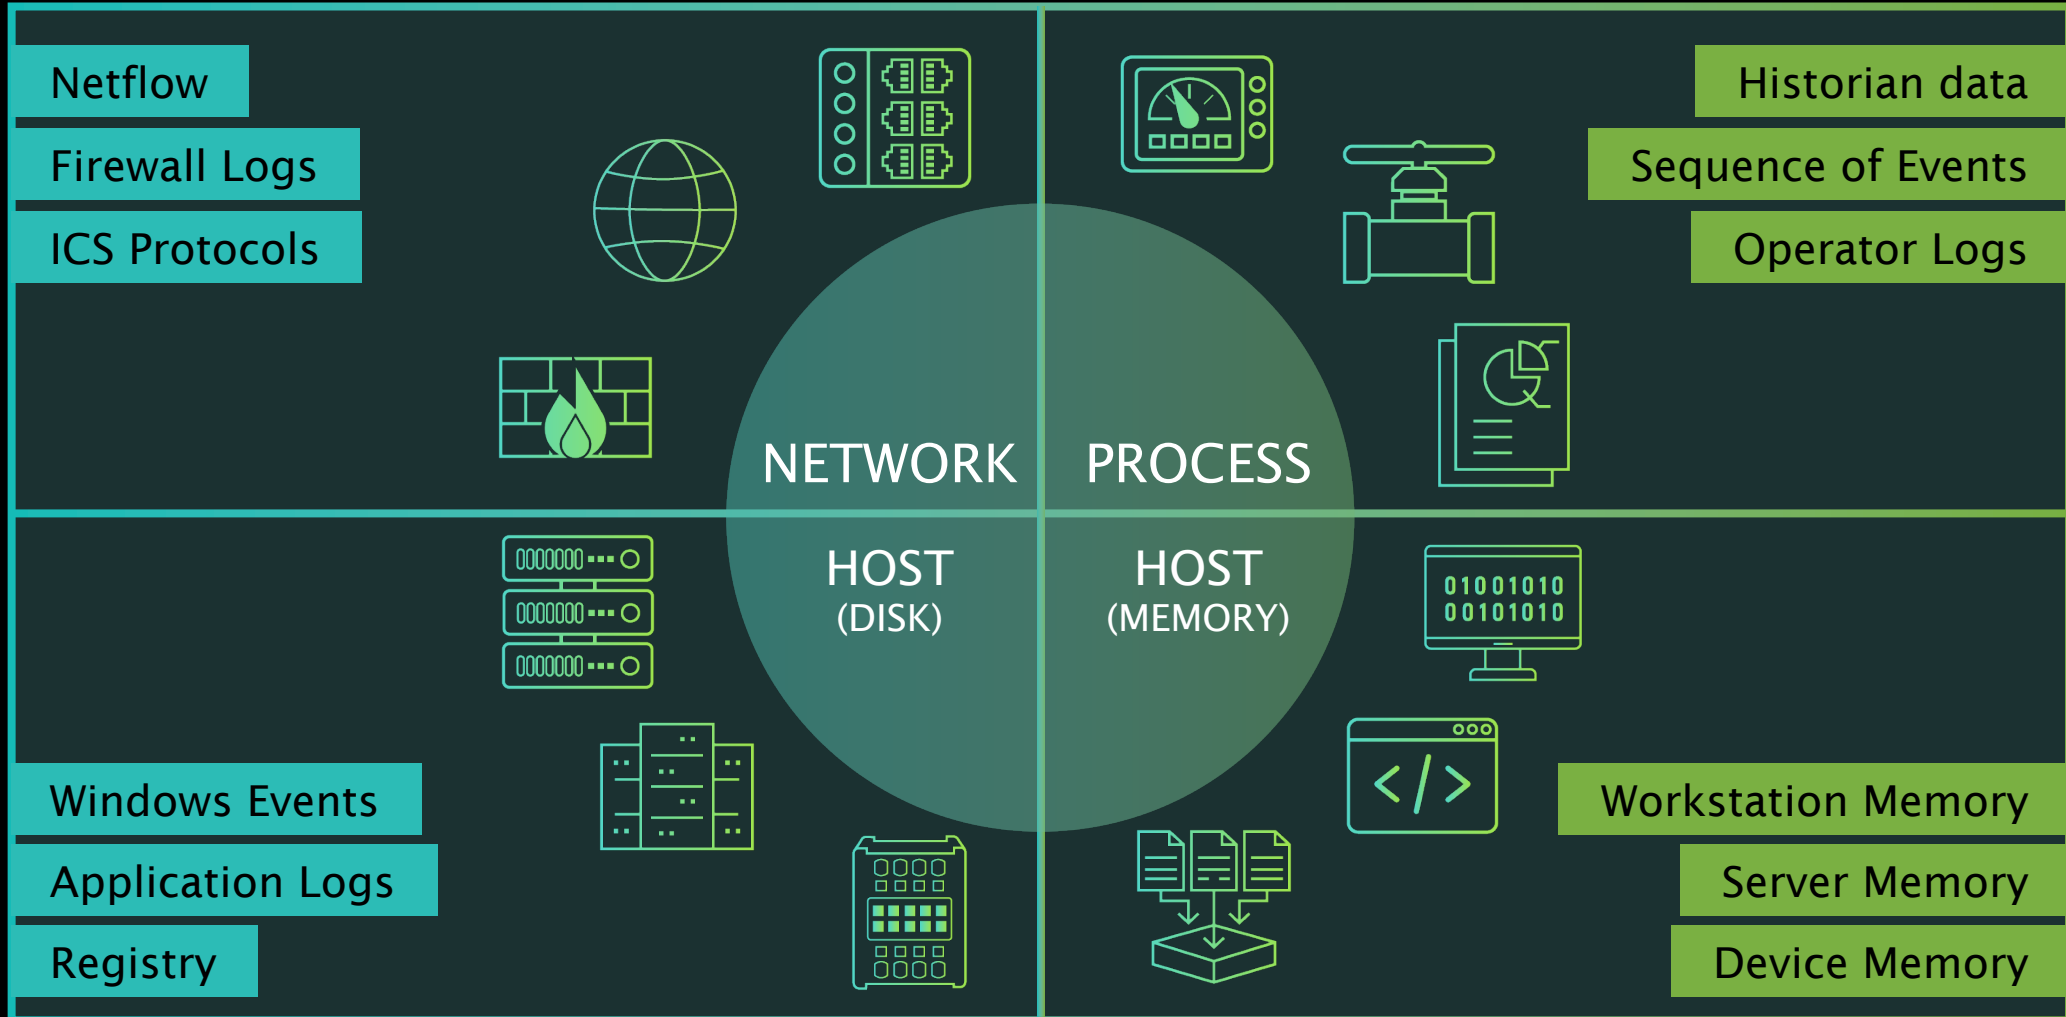 Netflow
Firewall Logs
ICS Protocols
Historian data
Sequence of Events
Operator Logs
NETWORK
PROCESS
HOST
(DISK)
HOST
(MEMORY)
01001010
00101010
Windows Events
Application Logs
Registry
Workstation Memory
Server Memory
Device Memory